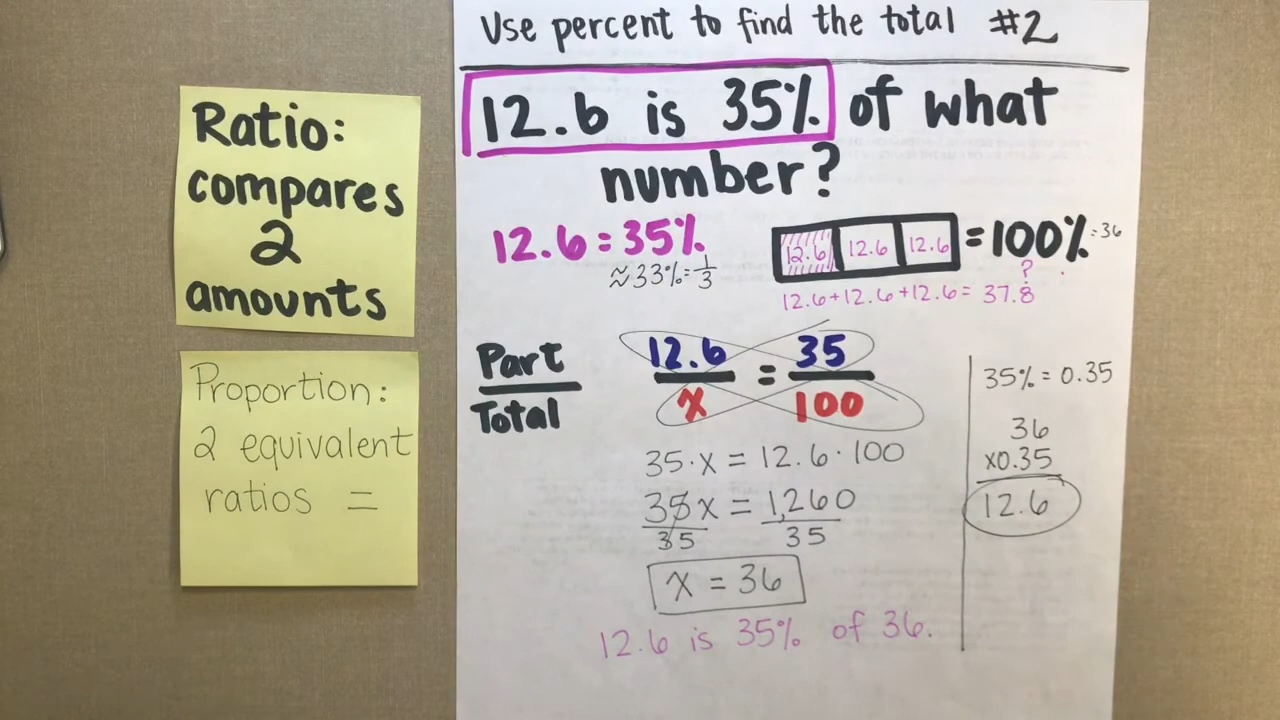 Ratio:
compares
2
amounts
Proportion:
2 equivalent
ratios =
Use percent to find the total #2
12.6 is 35% of what
number?
12.6 = 35%
≈33%=1/3
12.6 12.6 12.6 = 100% =36
?
12.6+12.6+12.6= 37.8
Part
Total
12.6 = 35
x 100
35·x = 12.6·100
35x = 1,260
35 35
x = 36
12.6 is 35% of 36.
35% = 0.35
36
x0.35
12.6